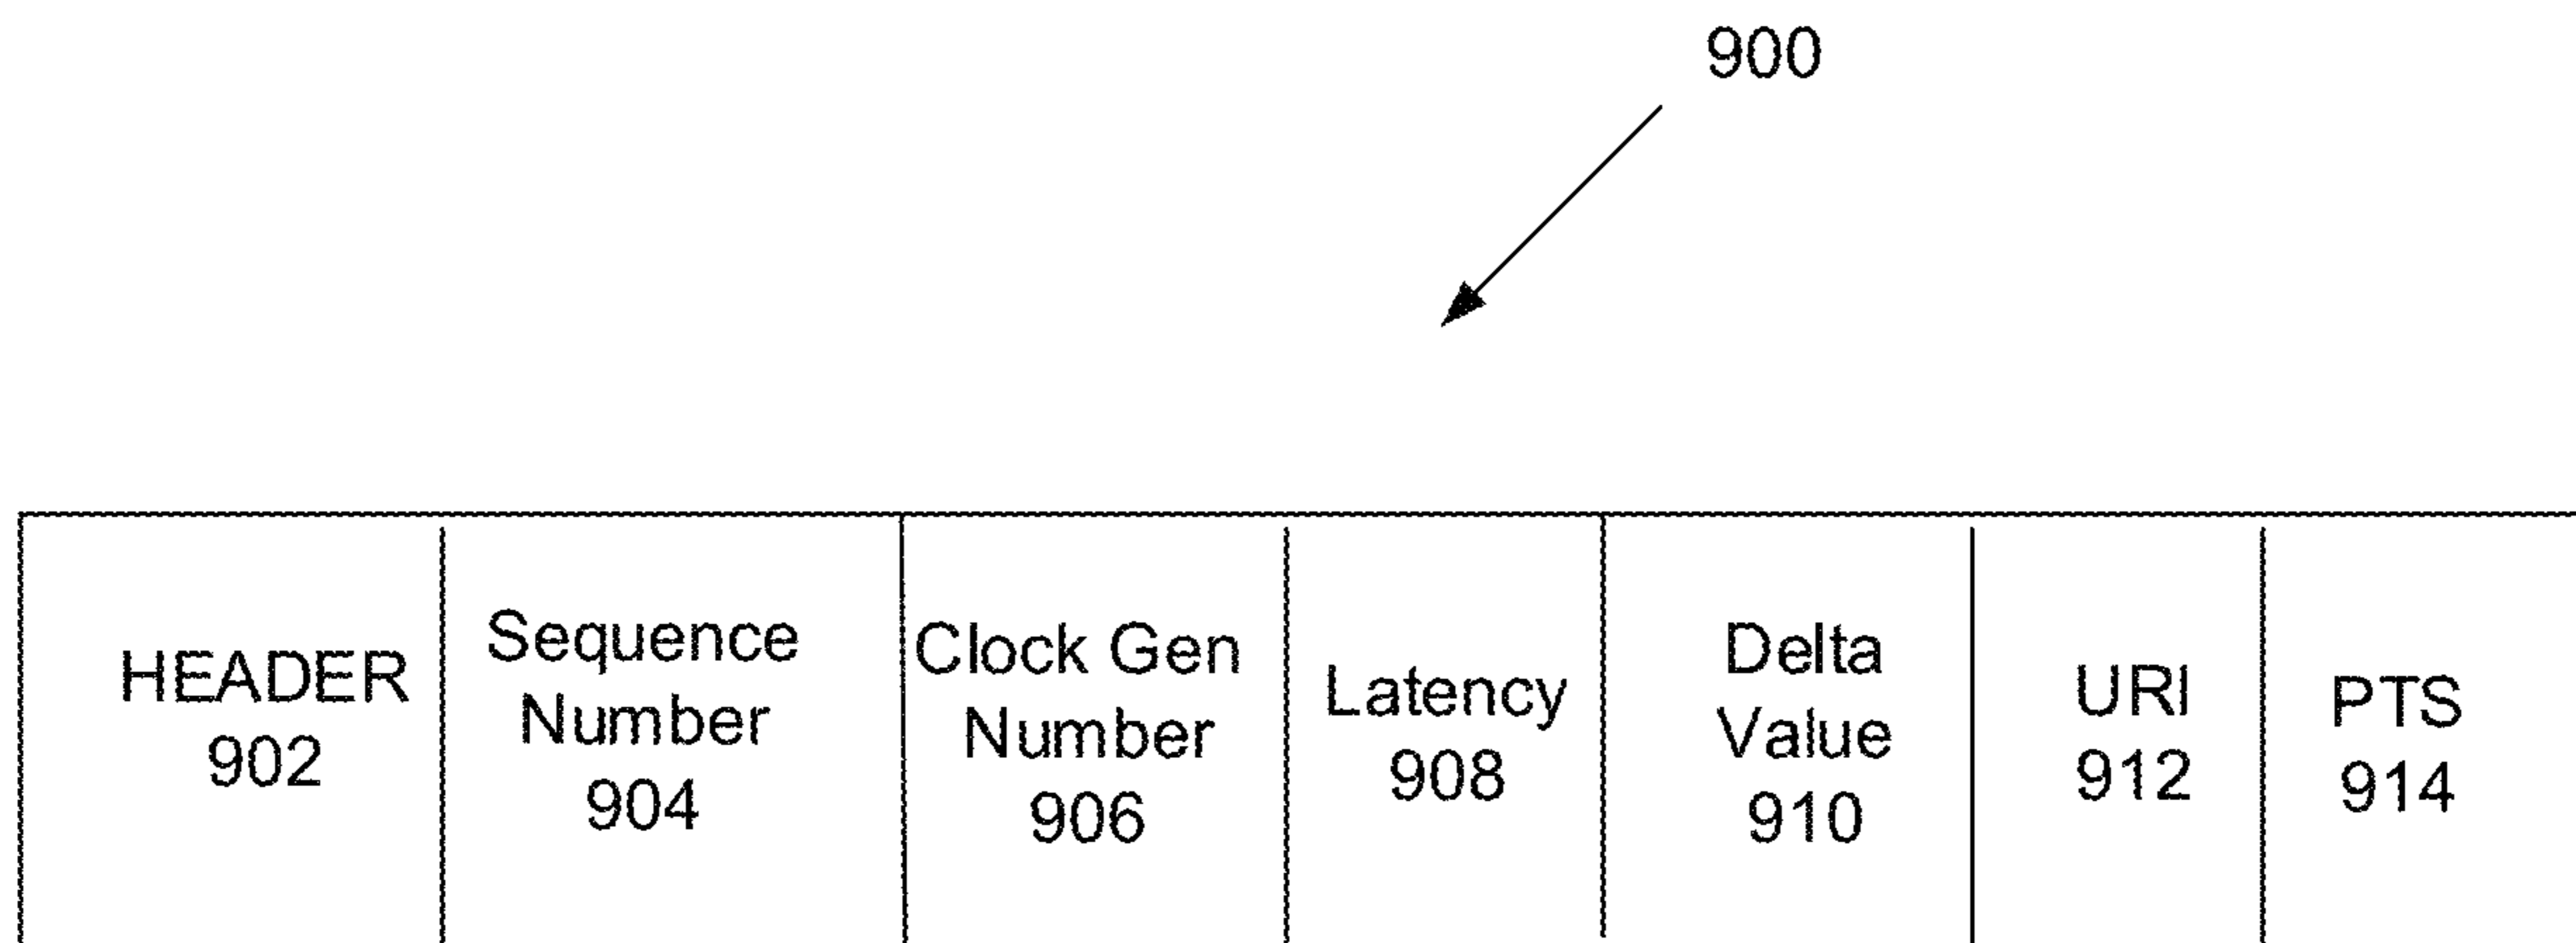 900
HEADER
902
Sequence
Number
904
Clock Gen
Number
906
Latency
908
Delta
Value
910
URI
912
PTS
914